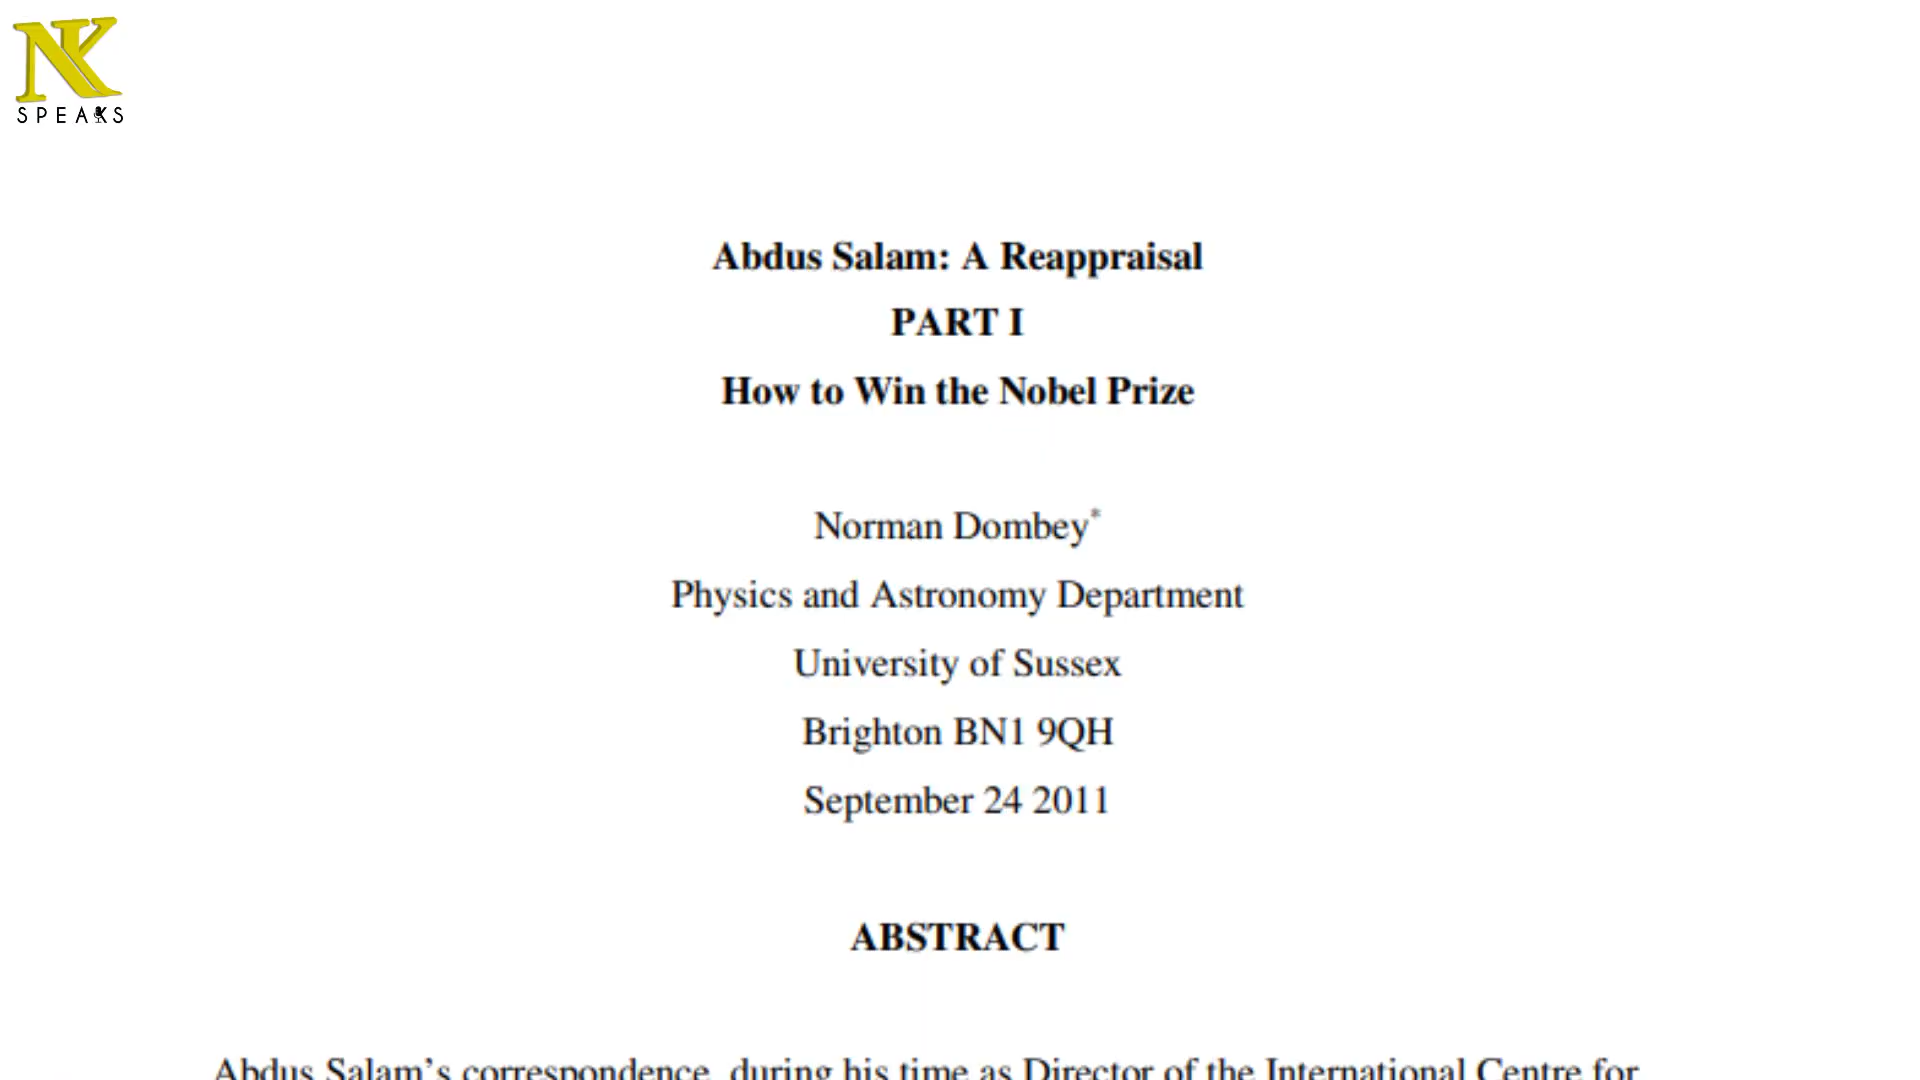 NK
SPEAKS
Abdus Salam: A Reappraisal
PART I
How to Win the Nobel Prize
Norman Dombey*
Physics and Astronomy Department
University of Sussex
Brighton BN1 9QH
September 24 2011
ABSTRACT
Abdus Salam’s correspondence, during his time as Director of the International Centre for